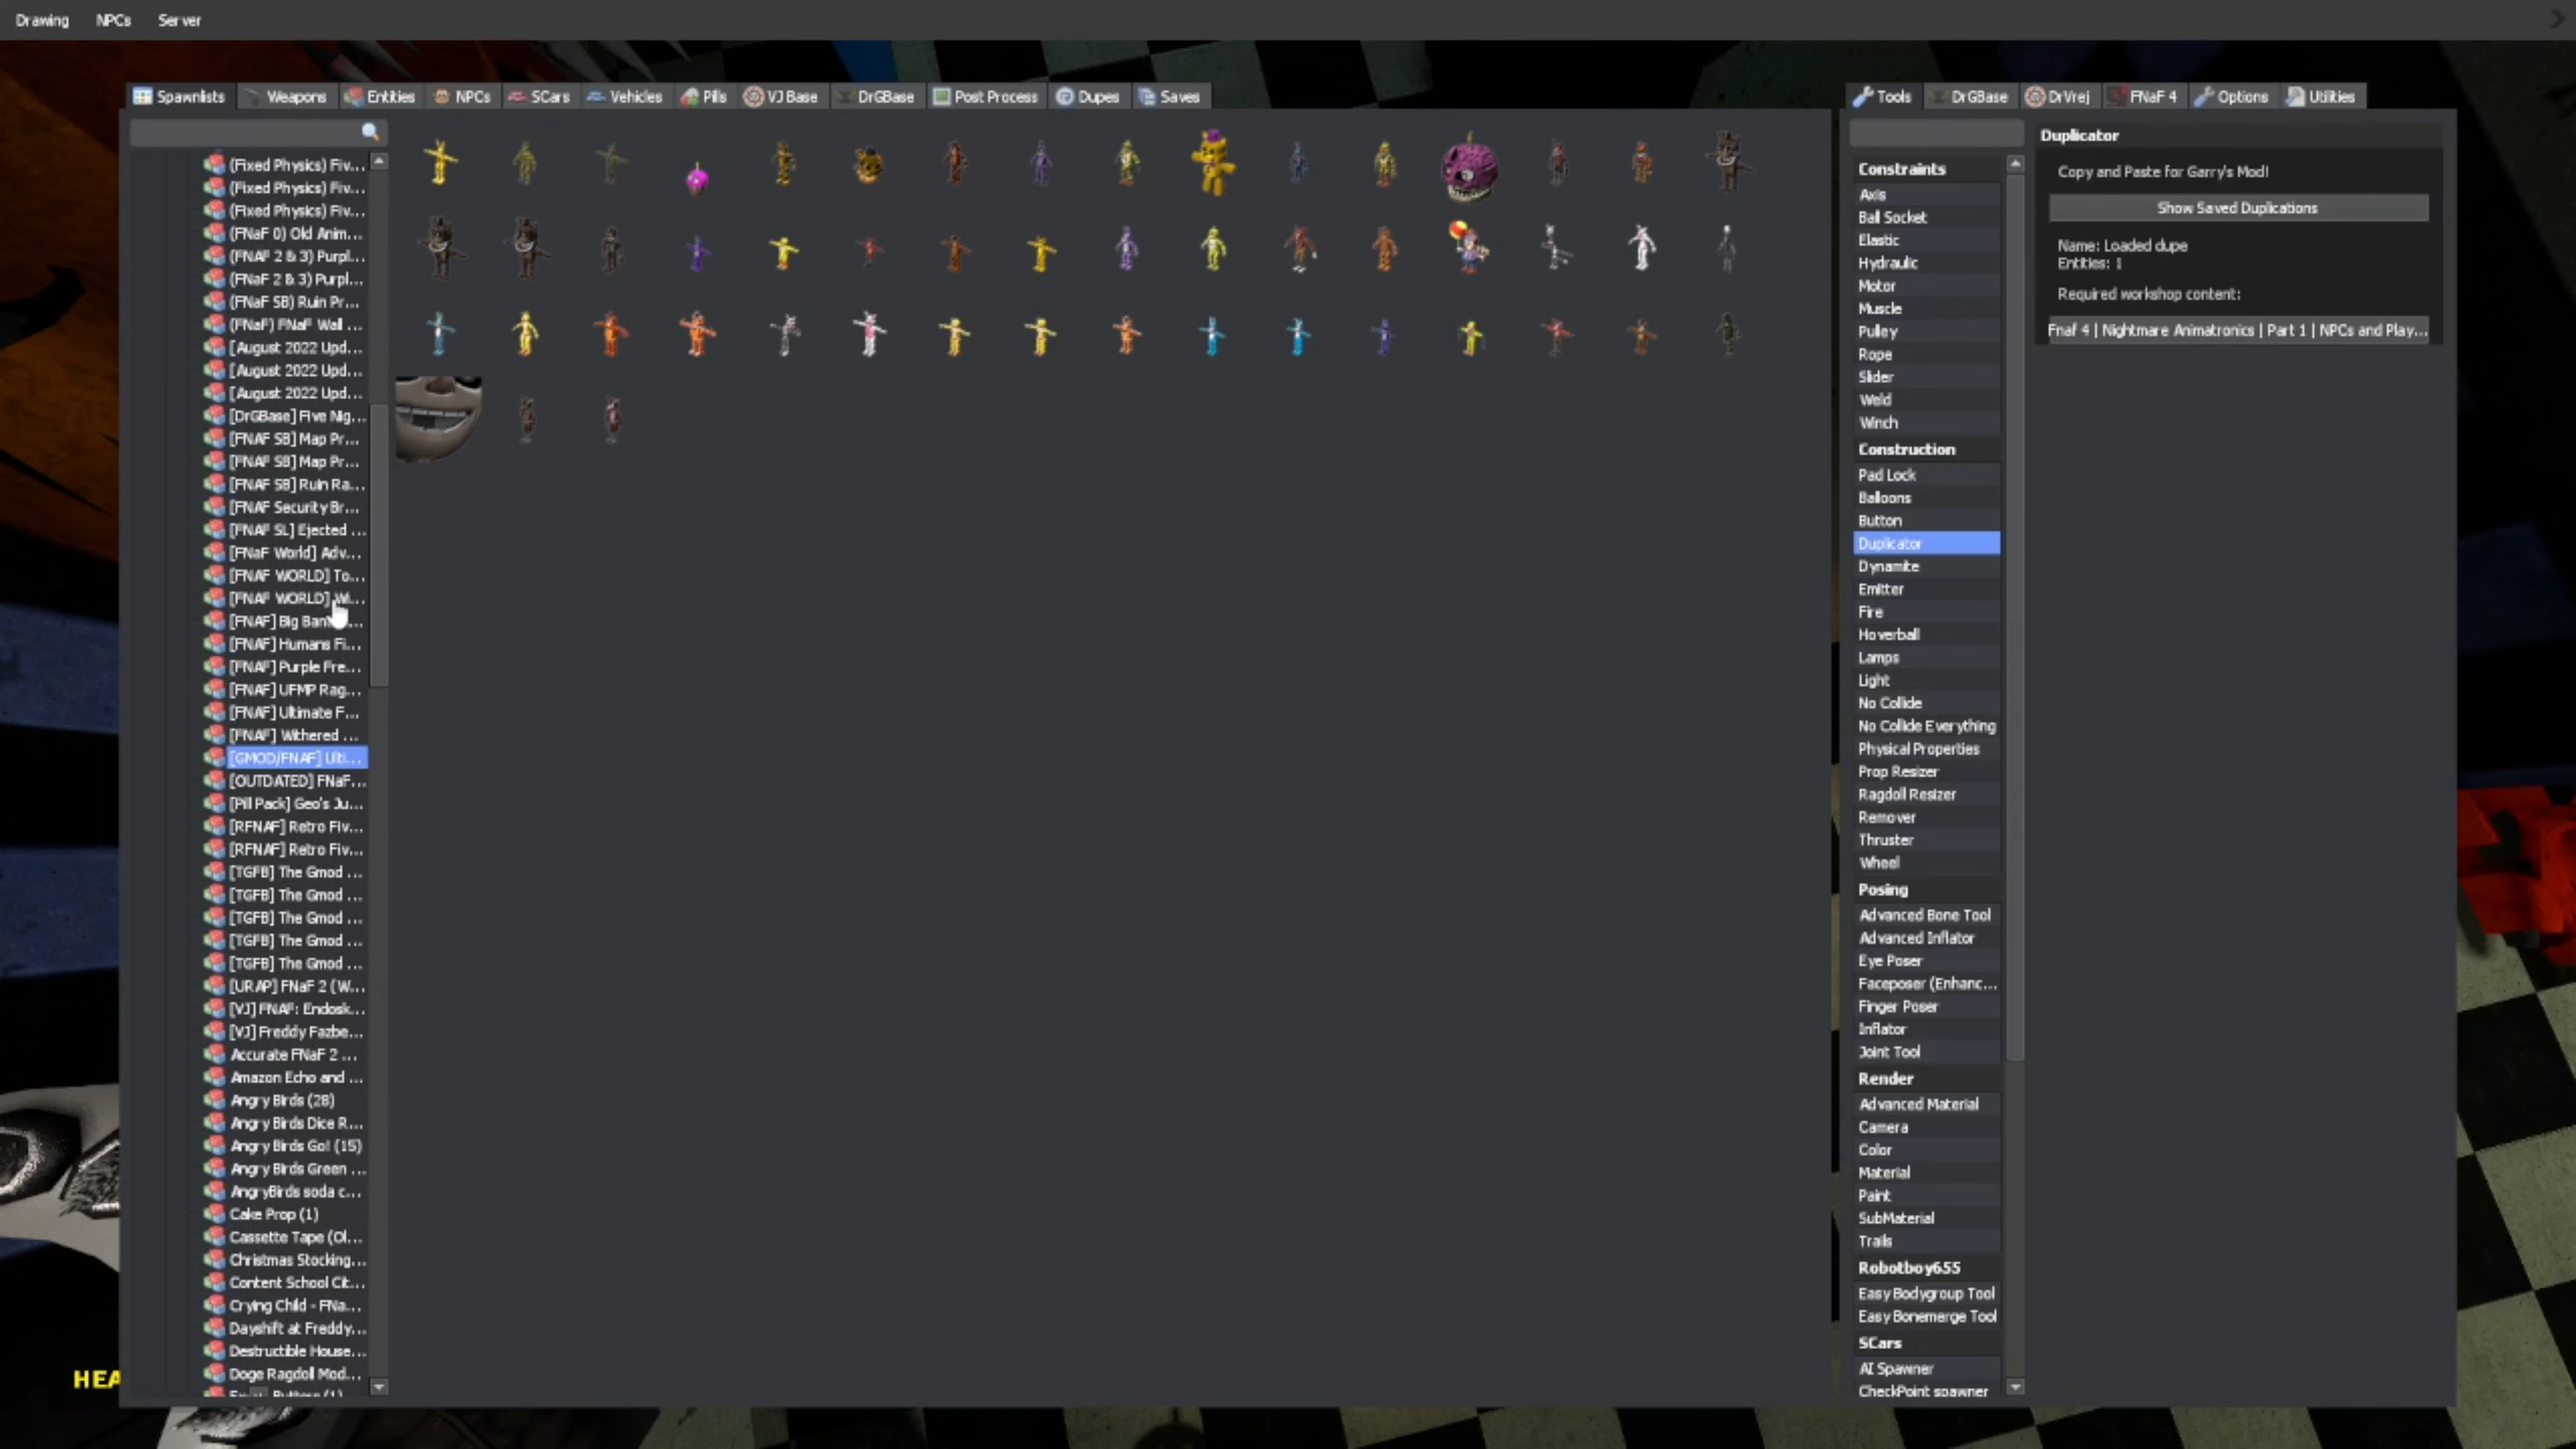 Drawing NPCs Server
Spawnlists Weapons Entities NPCs SCars Vehicles Pills VJ Base DrGBase Post Process Dupes Saves
(Fixed Physics) Fiv...
(Fixed Physics) Fiv...
(Fixed Physics) Fiv...
(FNaF 0) Old Anim...
(FNAF 2 & 3) Purpl...
(FNaF 2 & 3) Purpl...
(FNaF SB) Ruin Pr...
(FNaF) FNaF Wall ...
[August 2022 Upd...
[August 2022 Upd...
[August 2022 Upd...
[DrGBase] Five Nig...
[FNAF SB] Map Pr...
[FNAF SB] Map Pr...
[FNAF SB] Ruin Ra...
[FNAF Security Br...
[FNAF SL] Ejected ...
[FNaF World] Adv...
[FNAF WORLD] To...
[FNAF WORLD] Wi...
[FNAF] Big
[FNAF] Humans Fi...
[FNAF] Purple Fre...
[FNAF] UFMP Rag...
[FNAF] Ultimate F...
[FNAF] Withered ...
[GMOD/FNAF] Ulti...
[OUTDATED] FNaF...
[Pill Pack] Geo's Ju...
[RFNAF] Retro Fiv...
[RFNAF] Retro Fiv...
[TGFB] The Gmod ...
[TGFB] The Gmod ...
[TGFB] The Gmod ...
[TGFB] The Gmod ...
[TGFB] The Gmod ...
[URAP] FNaF 2 (W...
[VJ] FNAF: Endosk...
[VJ] Freddy Fazbe...
Accurate FNaF 2 ...
Amazon Echo and ...
Angry Birds (28)
Angry Birds Dice R...
Angry Birds Go! (15)
Angry Birds Green ...
AngryBirds soda c...
Cake Prop (1)
Cassette Tape (Ol...
Christmas Stocking...
Content School Cit...
Crying Child - FNa...
Dayshift at Freddy...
Destructible House...
Doge Ragdoll Mod...
HEA
Tools DrGBase DrVrej FNaF 4 Options Utilities
Constraints
Axis
Ball Socket
Elastic
Hydraulic
Motor
Muscle
Pulley
Rope
Slider
Weld
Winch
Construction
Pad Lock
Balloons
Button
Duplicator
Dynamite
Emitter
Fire
Hoverball
Lamps
Light
No Collide
No Collide Everything
Physical Properties
Prop Resizer
Ragdoll Resizer
Remover
Thruster
Wheel
Posing
Advanced Bone Tool
Advanced Inflator
Eye Poser
Faceposer (Enhanc...
Finger Poser
Inflator
Joint Tool
Render
Advanced Material
Camera
Color
Material
Paint
SubMaterial
Trails
Robotboy655
Easy Bodygroup Tool
Easy Bonemerge Tool
SCars
AI Spawner
CheckPoint spawner
Duplicator
Copy and Paste for Garry's Mod!
Show Saved Duplications
Name: Loaded dupe
Entities: 1
Required workshop content:
Fnaf 4 | Nightmare Animatronics | Part 1 | NPCs and Play...